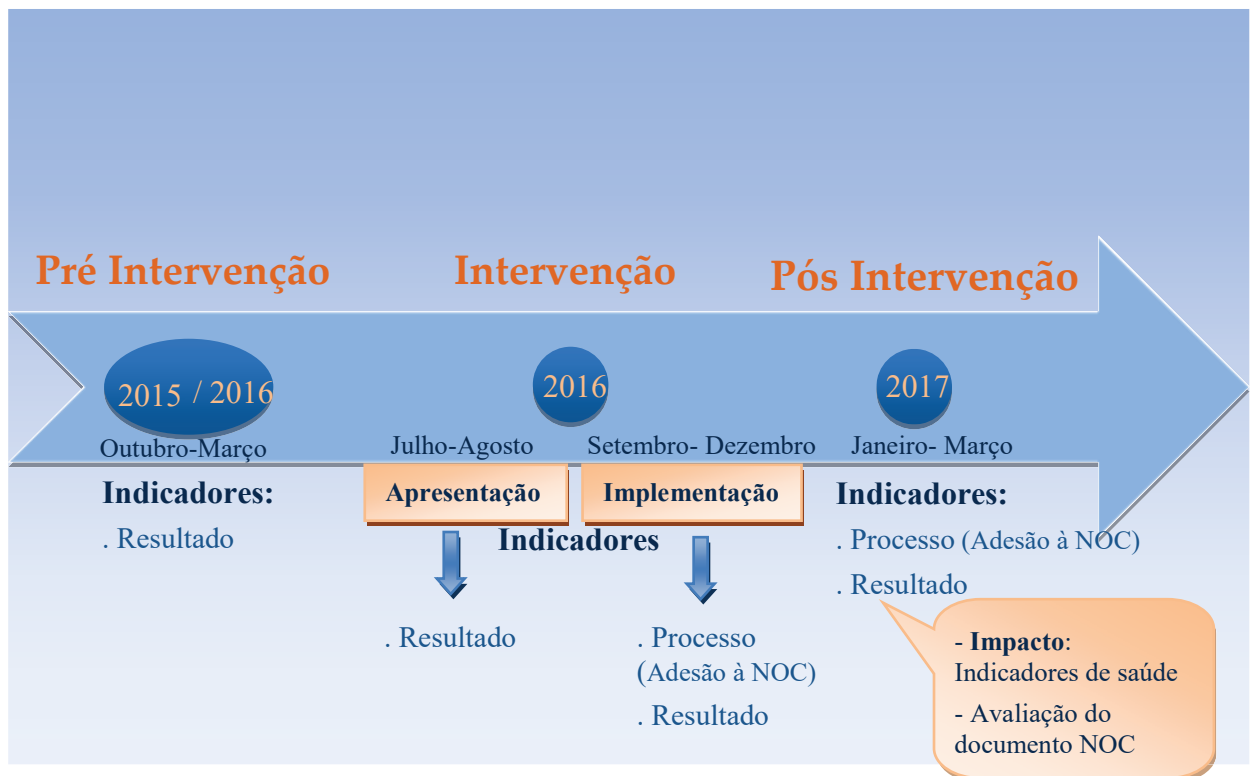 Pré Intervenção
Intervenção
Pós Intervenção
2015 / 2016
2016
2017
Outubro-Março
Julho-Agosto
Setembro- Dezembro
Janeiro- Março
Indicadores:
. Resultado
Apresentação
Implementação
Indicadores
. Resultado
. Processo
(Adesão à NOC)
. Resultado
Indicadores:
. Processo (Adesão à NOC)
. Resultado
- Impacto:
Indicadores de saúde
- Avaliação do
documento NOC